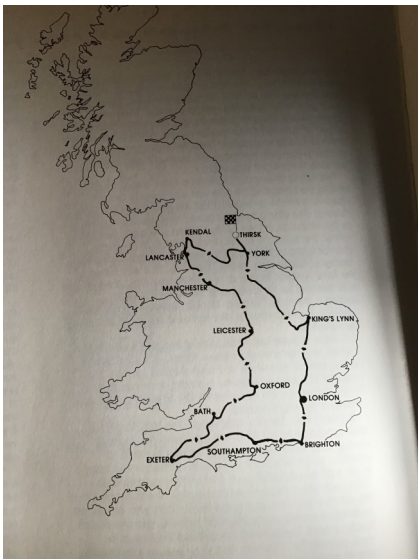 KENDAL
THIRSK
LANCASTER
YORK
MANCHESTER
KING'S LYNN
LEICESTER
OXFORD
LONDON
BATH
BRIGHTON
SOUTHAMPTON
EXETER